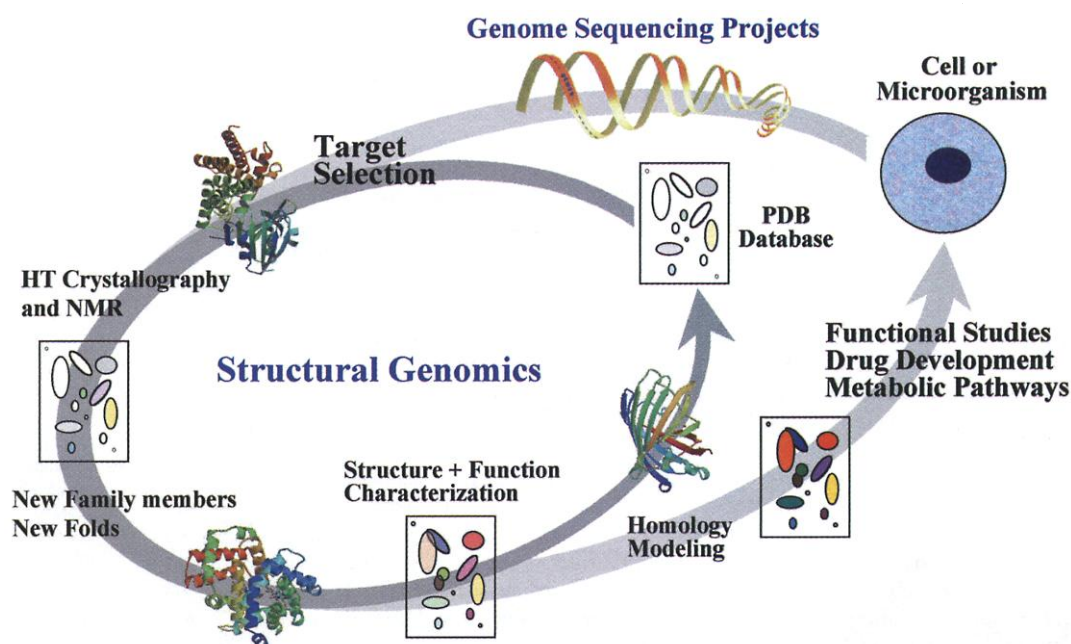 Genome Sequencing Projects
Cell or
Microorganism
Target
Selection
PDB
Database
HT Crystallography
and NMR
Structural Genomics
Functional Studies
Drug Development
Metabolic Pathways
New Family members
New Folds
Structure + Function
Characterization
Homology
Modeling